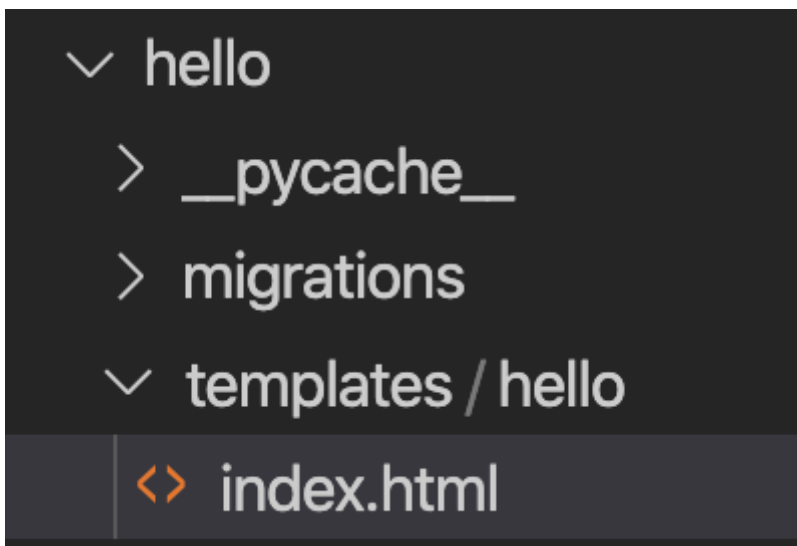 hello
__pycache__
migrations
templates / hello
index.html